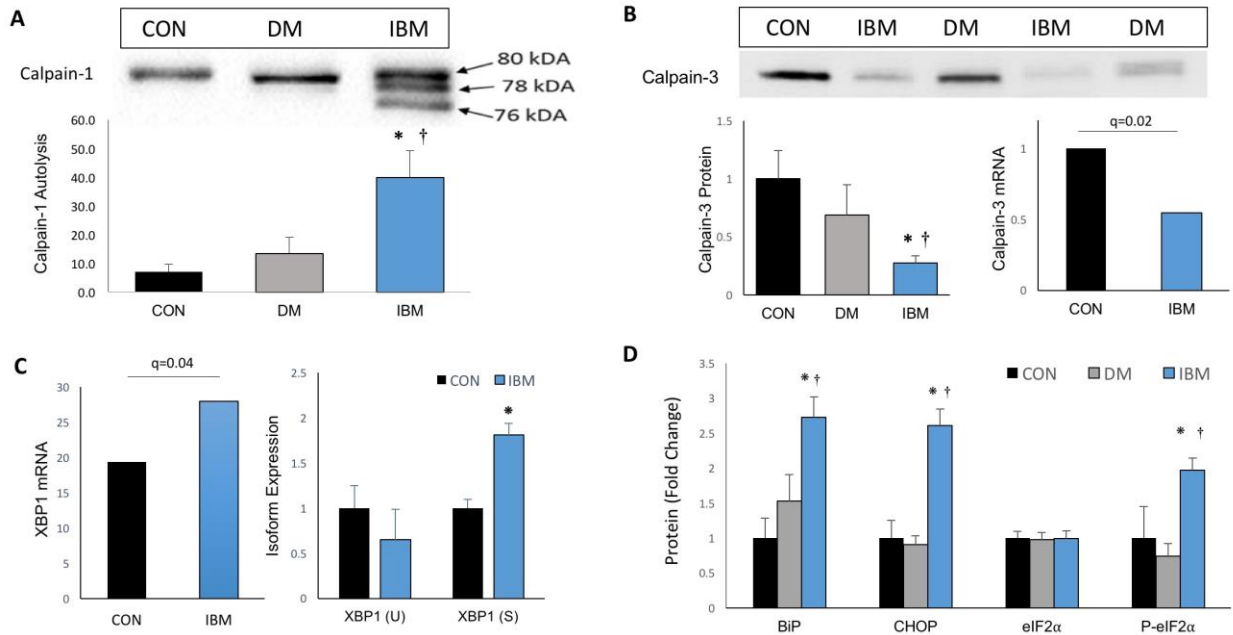 A
CON DM IBM
Calpain-1
80 kDA
78 kDA
76 kDA
60.0
50.0
40.0
30.0
20.0
10.0
0.0
Calpain-1 Autolysis
* †
CON DM IBM
B
CON IBM DM IBM DM
Calpain-3
1.5
1
0.5
0
Calpain-3 Protein
* †
CON DM IBM
q=0.02
1
0.5
0
Calpain-3 mRNA
CON IBM
C
q=0.04
30
25
20
15
10
5
0
XBP1 mRNA
CON IBM
2.5
2
1.5
1
0.5
0
Isoform Expression
CON IBM
*
XBP1 (U) XBP1 (S)
D
3.5
3
2.5
2
1.5
1
0.5
0
Protein (Fold Change)
CON DM IBM
* †
* †
* †
BiP CHOP eIF2α P-eIF2α